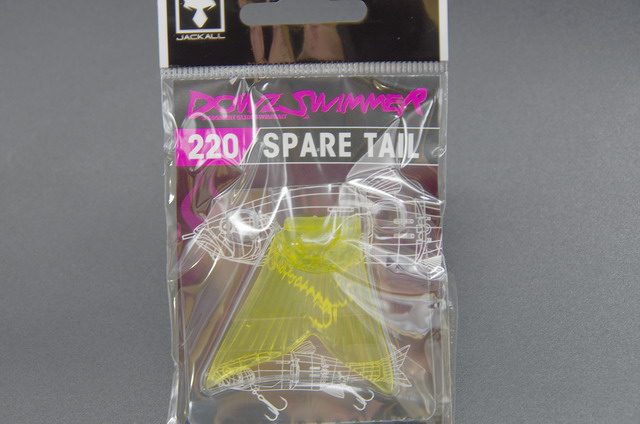 JACKALL
DOWZ SWIMMER
220 SPARE TAIL